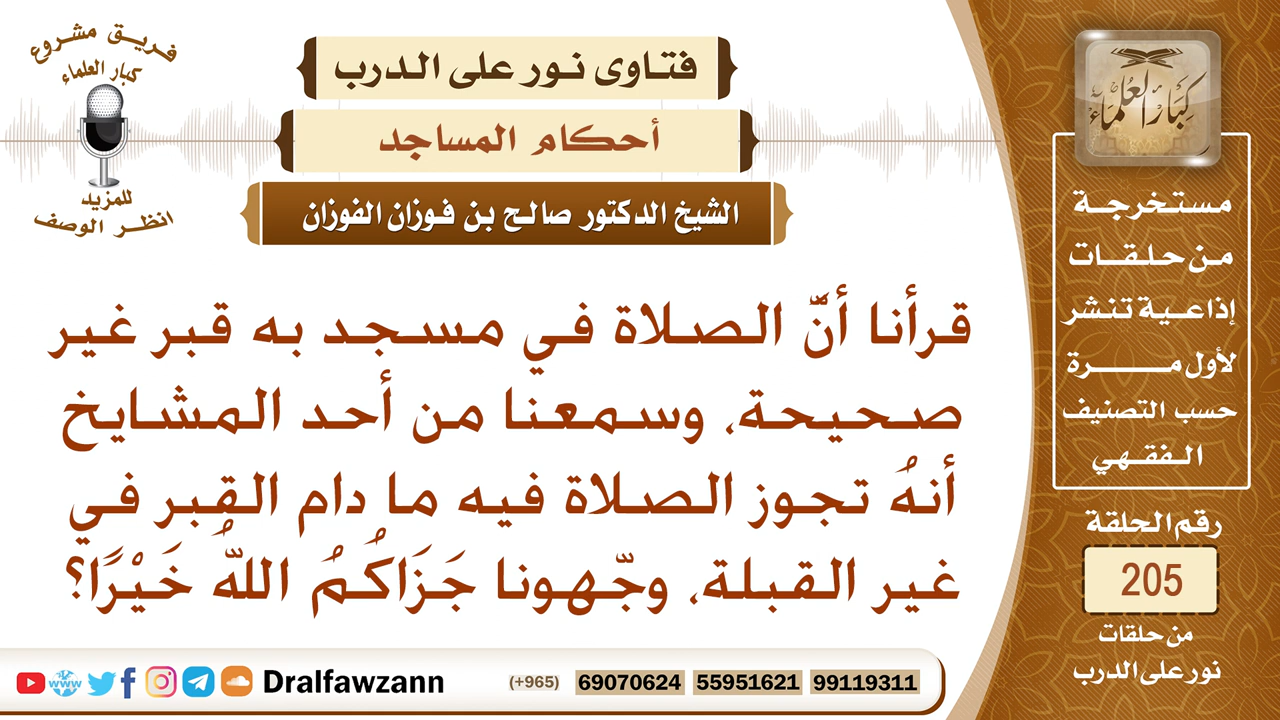 فريق مشروع
كبار العلماء
للمزيد
انظر الوصف
فتاوى نور على الدرب
أحكام المساجد
الشيخ الدكتور صالح بن فوزان الفوزان
قرأنا أنّ الصلاة في مسجد به قبر غير
صحيحة، وسمعنا من أحد المشايخ
أنهُ تجوز الصلاة فيه ما دام القبر في
غير القبلة، وجّهونا جَزَاكُمُ اللهُ خَيْرًا؟
كبار العُلماء
مستخرجة
من حلقات
إذاعية تنشر
لأول مرة
حسب التصنيف
الفقهي
رقم الحلقة
205
من حلقات
نور على الدرب
www Dralfawzann (+965) 69070624 55951621 99119311